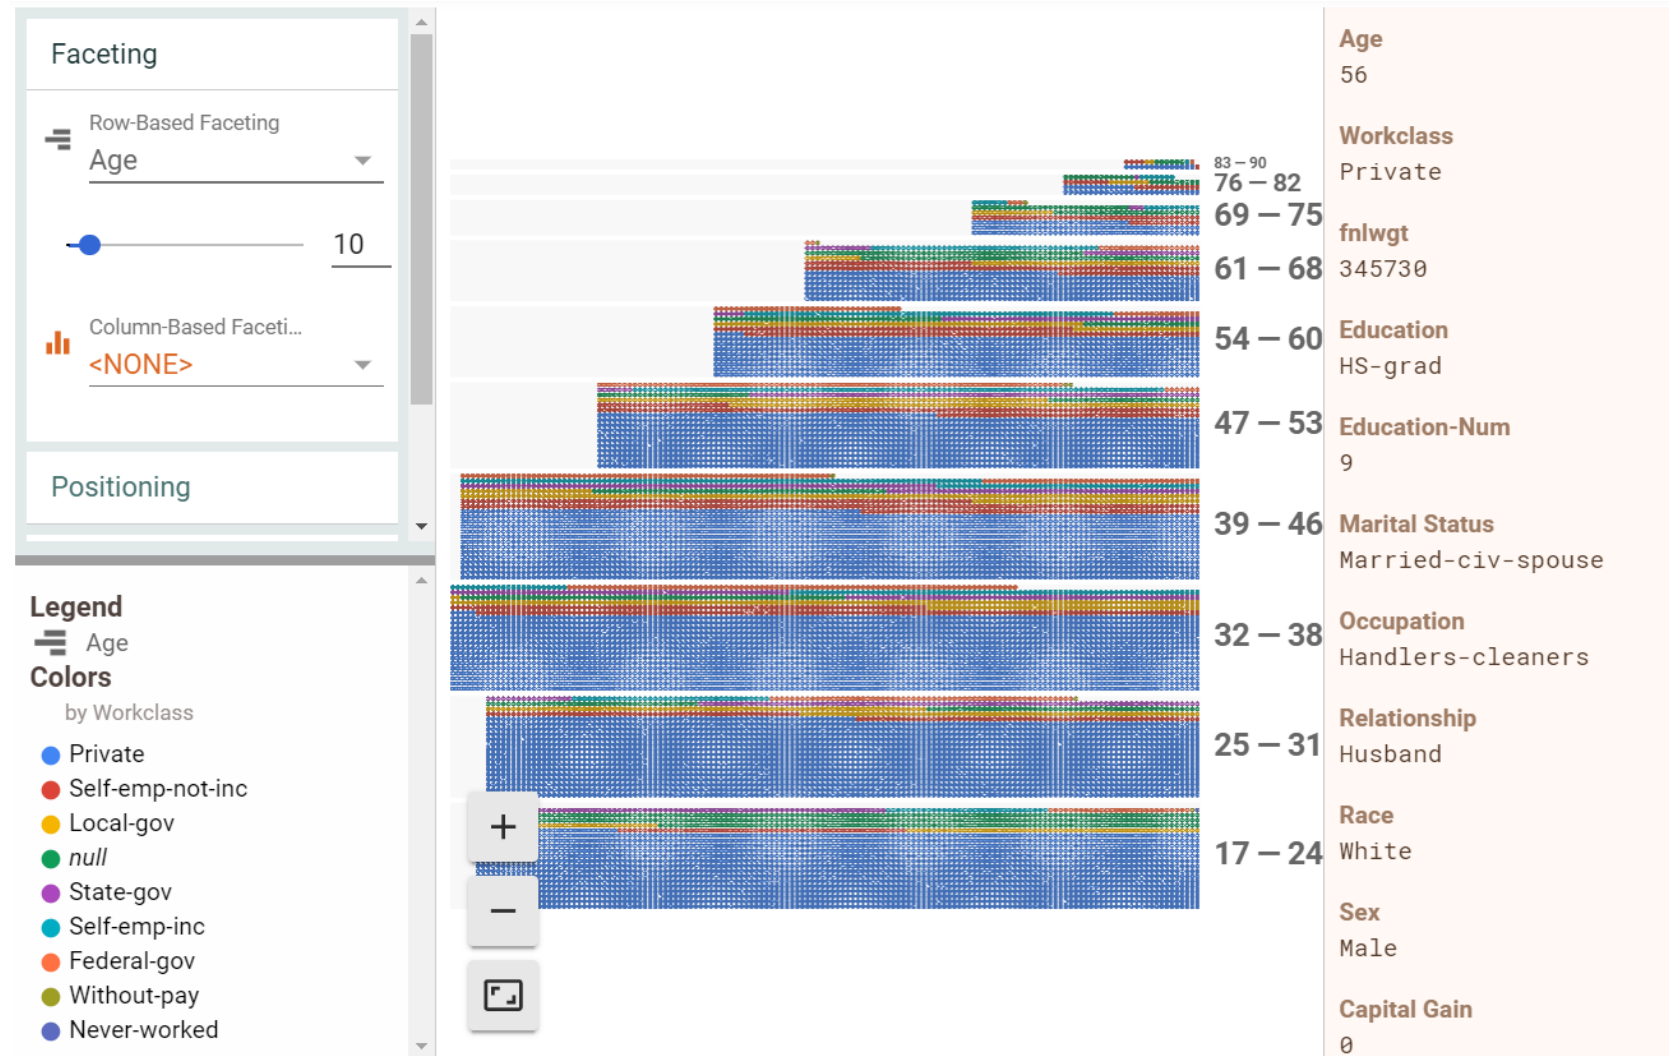 Faceting
Row-Based Faceting
Age
10
Column-Based Faceti...
<NONE>
Positioning
Legend
Age
Colors
by Workclass
Private
Self-emp-not-inc
Local-gov
null
State-gov
Self-emp-inc
Federal-gov
Without-pay
Never-worked
83 – 90
76 – 82
69 – 75
61 – 68
54 – 60
47 – 53
39 – 46
32 – 38
25 – 31
17 – 24
+
−
Age
56
Workclass
Private
fnlwgt
345730
Education
HS-grad
Education-Num
9
Marital Status
Married-civ-spouse
Occupation
Handlers-cleaners
Relationship
Husband
Race
White
Sex
Male
Capital Gain
0